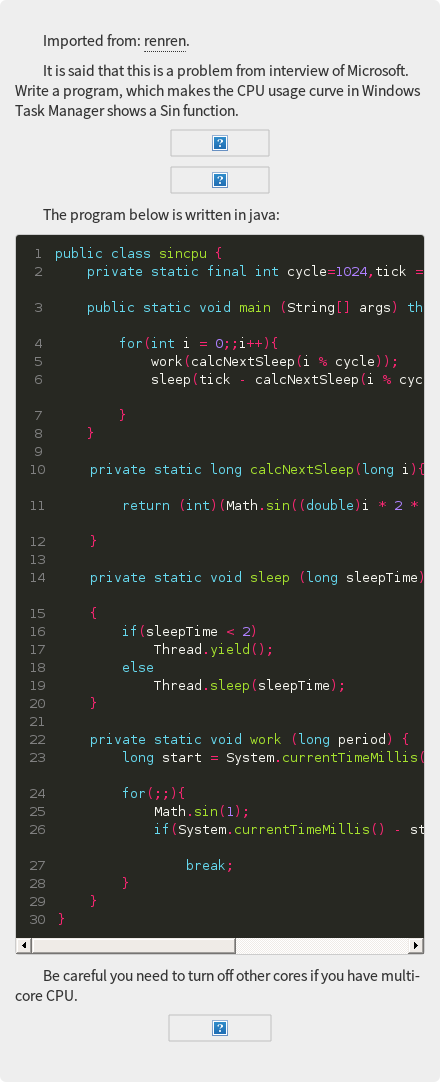 Imported from: renren.
It is said that this is a problem from interview of Microsoft.
Write a program, which makes the CPU usage curve in Windows
Task Manager shows a Sin function.
The program below is written in java:
1 public class sincpu {
2 private static final int cycle=1024,tick =
3 public static void main (String[] args) th
4 for(int i = 0;;i++){
5 work(calcNextSleep(i % cycle));
6 sleep(tick - calcNextSleep(i % cyc
7 }
8 }
9
10 private static long calcNextSleep(long i){
11 return (int)(Math.sin((double)i * 2 *
12 }
13
14 private static void sleep (long sleepTime)
15 {
16 if(sleepTime < 2)
17 Thread.yield();
18 else
19 Thread.sleep(sleepTime);
20 }
21
22 private static void work (long period) {
23 long start = System.currentTimeMillis(
24 for(;;){
25 Math.sin(1);
26 if(System.currentTimeMillis() - st
27 break;
28 }
29 }
30 }
Be careful you need to turn off other cores if you have multi-
core CPU.